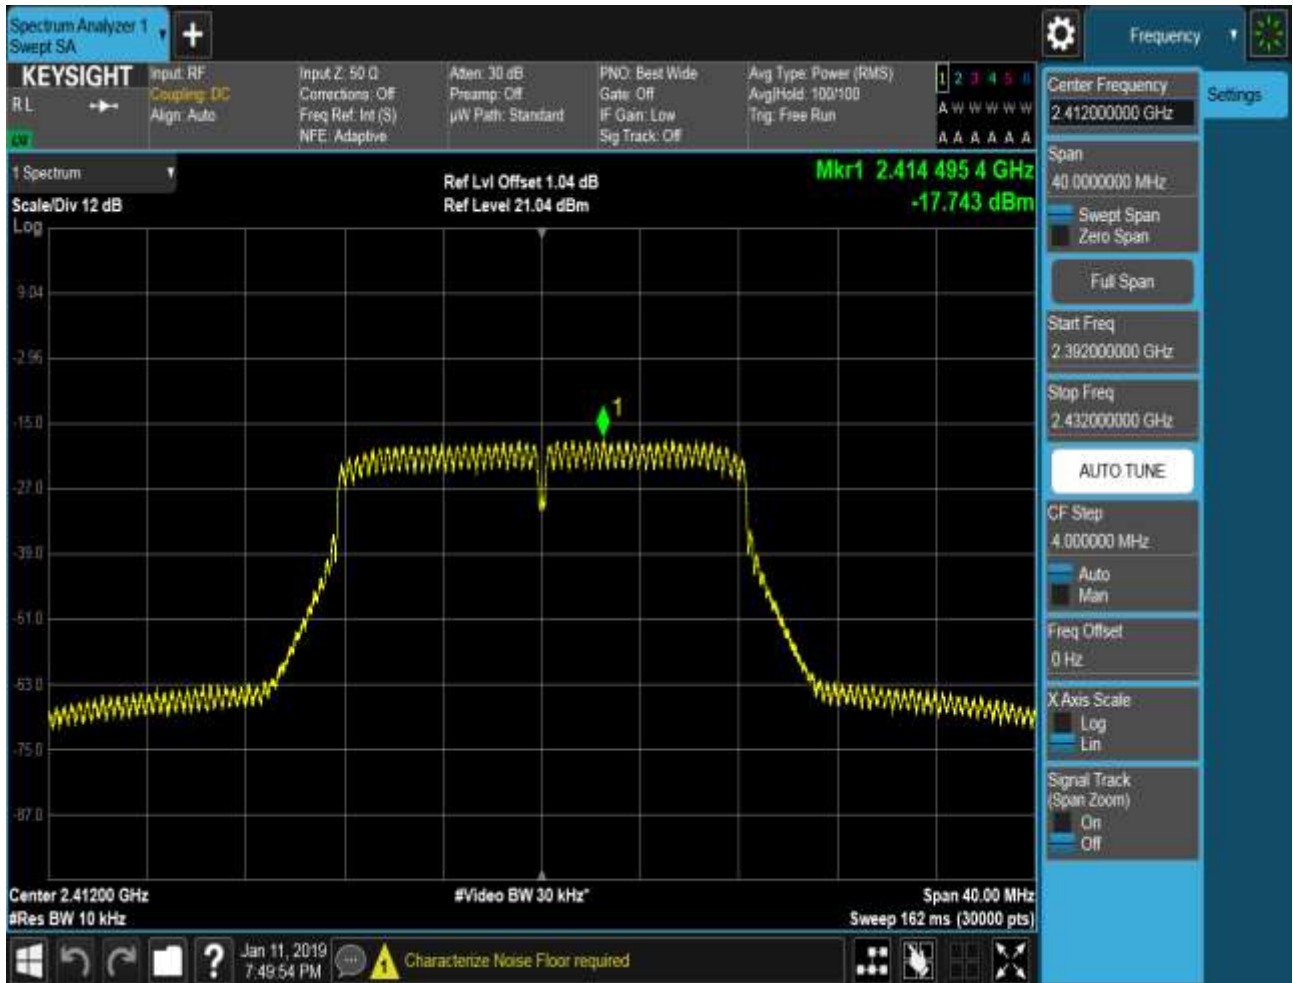 Spectrum Analyzer 1
Swept SA
Frequency
KEYSIGHT
R L
Input: RF
Coupling: DC
Align: Auto
Input Z: 50 Ω
Corrections: Off
Freq Ref: Int (S)
NFE: Adaptive
Atten: 30 dB
Preamp: Off
µW Path: Standard
PNO: Best Wide
Gate: Off
IF Gain: Low
Sig Track: Off
Avg Type: Power (RMS)
Avg|Hold: 100/100
Trig: Free Run
1 2 3 4 5 6
A W W W W W
A A A A A A
1 Spectrum
Scale/Div 12 dB
Ref Lvl Offset 1.04 dB
Ref Level 21.04 dBm
Mkr1 2.414 495 4 GHz
-17.743 dBm
Log
9.04
-2.96
-15.0
-27.0
-39.0
-51.0
-63.0
-75.0
-87.0
1
Center 2.41200 GHz
#Res BW 10 kHz
#Video BW 30 kHz*
Span 40.00 MHz
Sweep 162 ms (30000 pts)
Center Frequency
2.412000000 GHz
Settings
Span
40.0000000 MHz
Swept Span
Zero Span
Full Span
Start Freq
2.392000000 GHz
Stop Freq
2.432000000 GHz
AUTO TUNE
CF Step
4.000000 MHz
Auto
Man
Freq Offset
0 Hz
X Axis Scale
Log
Lin
Signal Track
(Span Zoom)
On
Off
?
Jan 11, 2019
7:49:54 PM
1
Characterize Noise Floor required